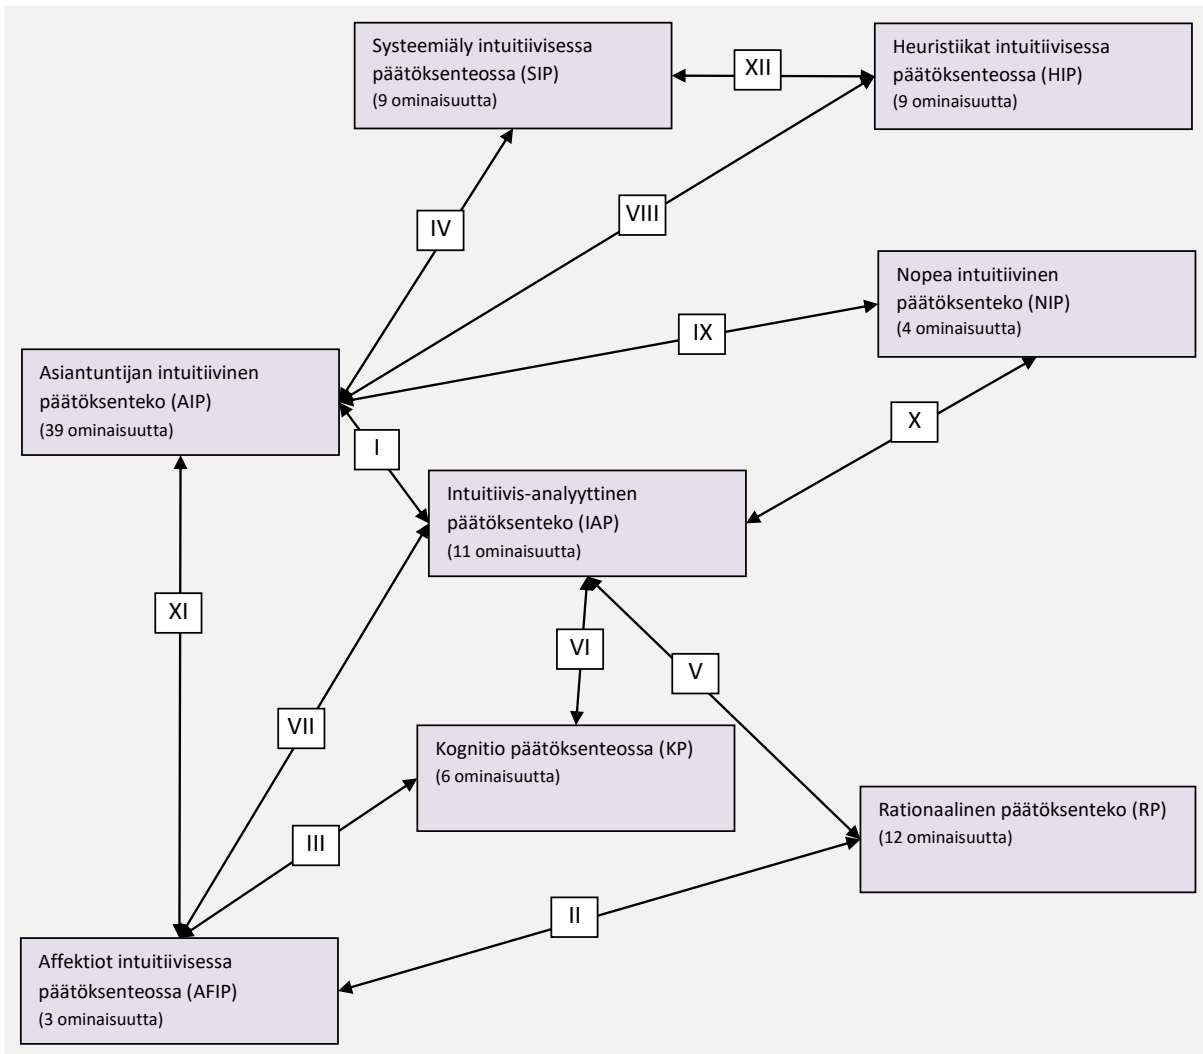 Systeemiäly intuitiivisessa
päätöksenteossa (SIP)
(9 ominaisuutta)
XII
Heuristiikat intuitiivisessa
päätöksenteossa (HIP)
(9 ominaisuutta)
IV
VIII
Nopea intuitiivinen
päätöksenteko (NIP)
(4 ominaisuutta)
IX
Asiantuntijan intuitiivinen
päätöksenteko (AIP)
(39 ominaisuutta)
I
X
Intuitiivis-analyyttinen
päätöksenteko (IAP)
(11 ominaisuutta)
XI
VI
V
VII
Kognitio päätöksenteossa (KP)
(6 ominaisuutta)
Rationaalinen päätöksenteko (RP)
(12 ominaisuutta)
III
II
Affektiot intuitiivisessa
päätöksenteossa (AFIP)
(3 ominaisuutta)